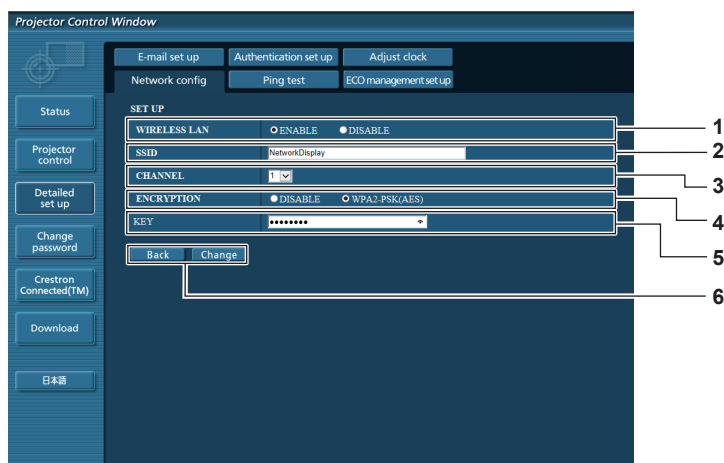 Projector Control Window
E-mail set up Authentication set up Adjust clock
Network config Ping test ECO management set up
Status
Projector control
Detailed set up
Change password
Crestron Connected(TM)
Download
日本語
SET UP
WIRELESS LAN ENABLE DISABLE 1
SSID NetworkDisplay 2
CHANNEL 1 3
ENCRYPTION DISABLE WPA2-PSK(AES) 4
KEY •••••••• 5
Back Change 6